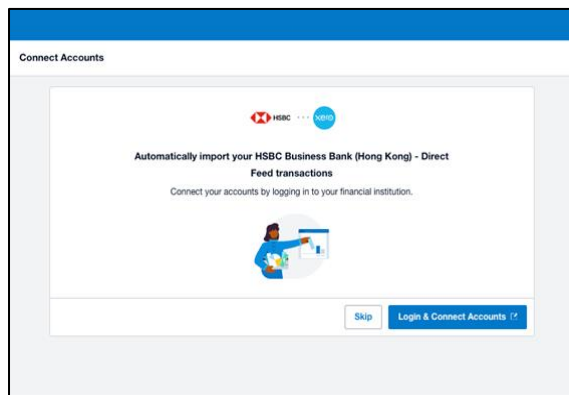 Connect Accounts
HSBC
xero
Automatically import your HSBC Business Bank (Hong Kong) - Direct
Feed transactions
Connect your accounts by logging in to your financial institution.
Skip
Login & Connect Accounts